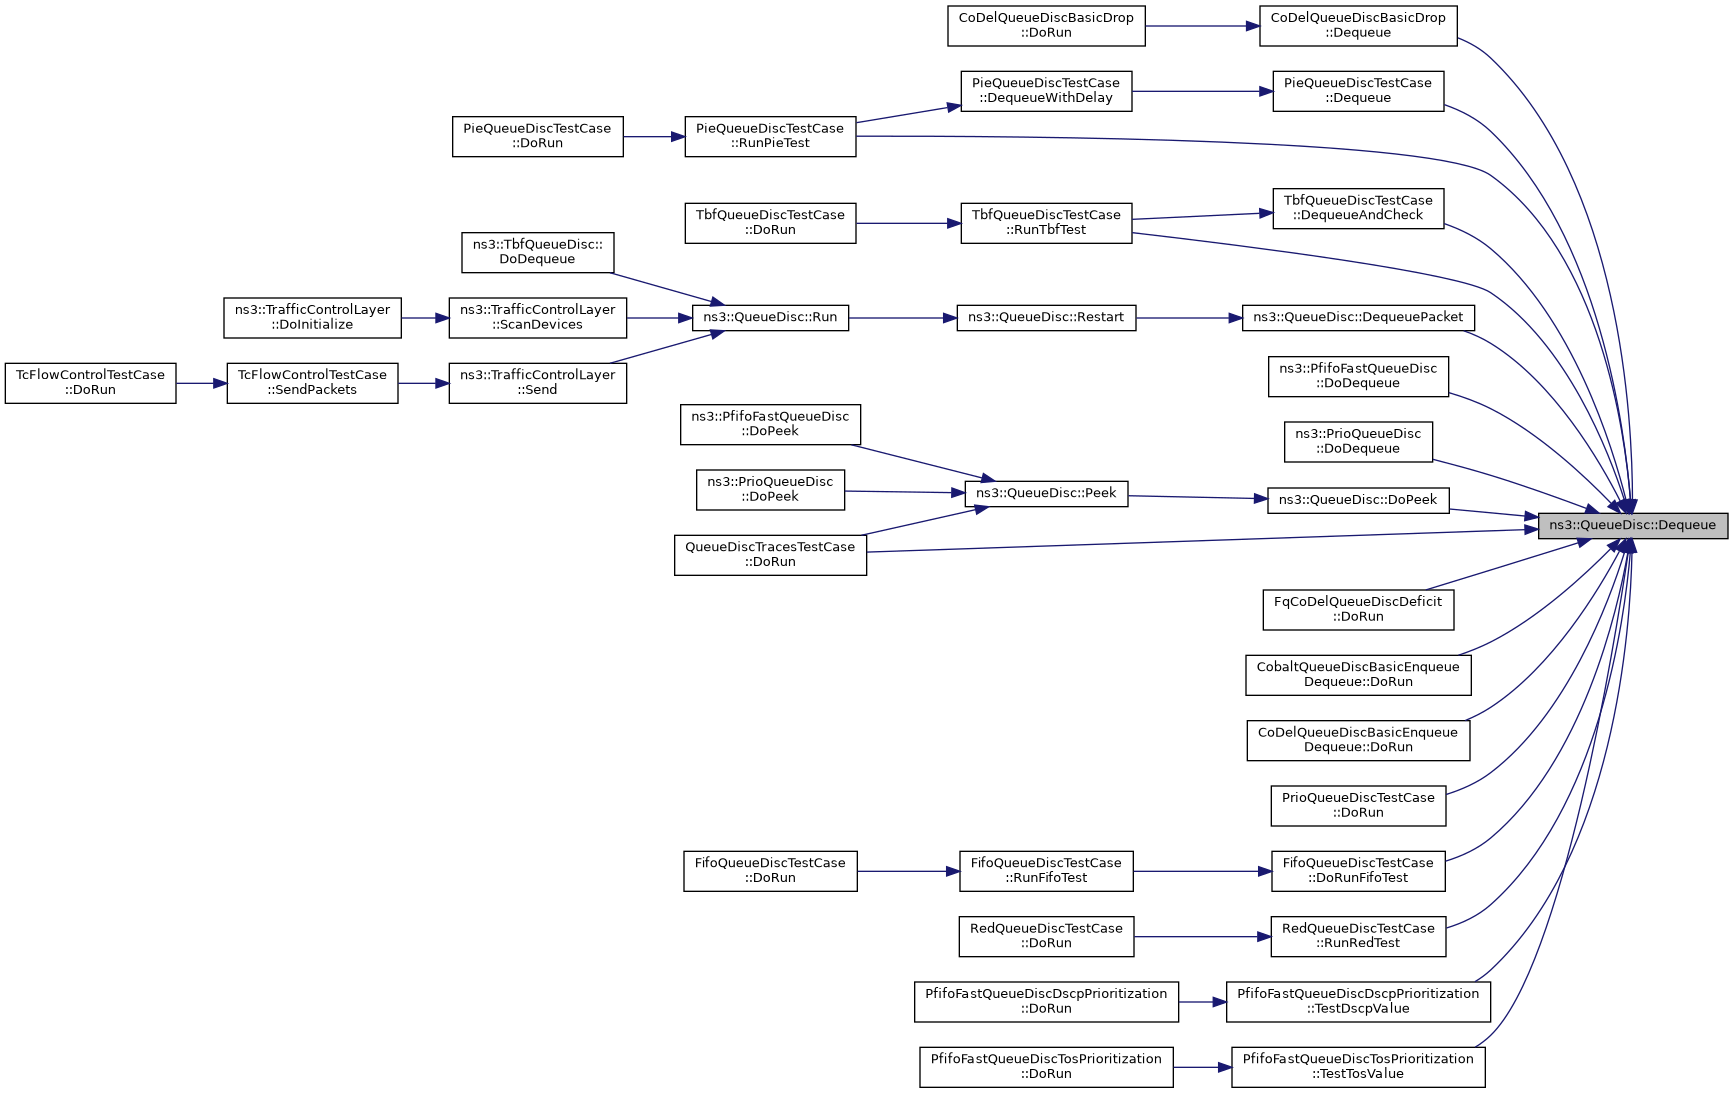 CoDelQueueDiscBasicDrop
::DoRun
CoDelQueueDiscBasicDrop
::Dequeue
PieQueueDiscTestCase
::DequeueWithDelay
PieQueueDiscTestCase
::Dequeue
PieQueueDiscTestCase
::DoRun
PieQueueDiscTestCase
::RunPieTest
TbfQueueDiscTestCase
::DoRun
TbfQueueDiscTestCase
::RunTbfTest
TbfQueueDiscTestCase
::DequeueAndCheck
ns3::TbfQueueDisc::
DoDequeue
ns3::TrafficControlLayer
::DoInitialize
ns3::TrafficControlLayer
::ScanDevices
ns3::QueueDisc::Run
ns3::QueueDisc::Restart
ns3::QueueDisc::DequeuePacket
TcFlowControlTestCase
::DoRun
TcFlowControlTestCase
::SendPackets
ns3::TrafficControlLayer
::Send
ns3::PfifoFastQueueDisc
::DoDequeue
ns3::PfifoFastQueueDisc
::DoPeek
ns3::PrioQueueDisc
::DoDequeue
ns3::PrioQueueDisc
::DoPeek
ns3::QueueDisc::Peek
ns3::QueueDisc::DoPeek
ns3::QueueDisc::Dequeue
QueueDiscTracesTestCase
::DoRun
FqCoDelQueueDiscDeficit
::DoRun
CobaltQueueDiscBasicEnqueue
Dequeue::DoRun
CoDelQueueDiscBasicEnqueue
Dequeue::DoRun
PrioQueueDiscTestCase
::DoRun
FifoQueueDiscTestCase
::DoRun
FifoQueueDiscTestCase
::RunFifoTest
FifoQueueDiscTestCase
::DoRunFifoTest
RedQueueDiscTestCase
::DoRun
RedQueueDiscTestCase
::RunRedTest
PfifoFastQueueDiscDscpPrioritization
::DoRun
PfifoFastQueueDiscDscpPrioritization
::TestDscpValue
PfifoFastQueueDiscTosPrioritization
::DoRun
PfifoFastQueueDiscTosPrioritization
::TestTosValue